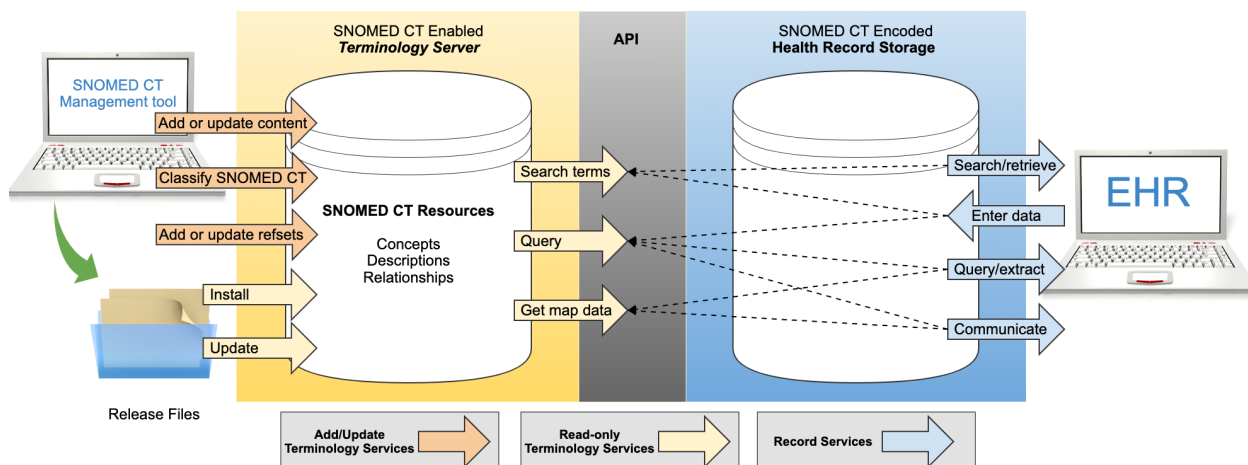 SNOMED CT
Management tool
SNOMED CT Enabled
Terminology Server
API
SNOMED CT Encoded
Health Record Storage
Add or update content
Classify SNOMED CT
Add or update refsets
Install
Update
Release Files
SNOMED CT Resources
Concepts
Descriptions
Relationships
Search terms
Query
Get map data
Search/retrieve
Enter data
Query/extract
Communicate
EHR
Add/Update
Terminology Services
Read-only
Terminology Services
Record Services